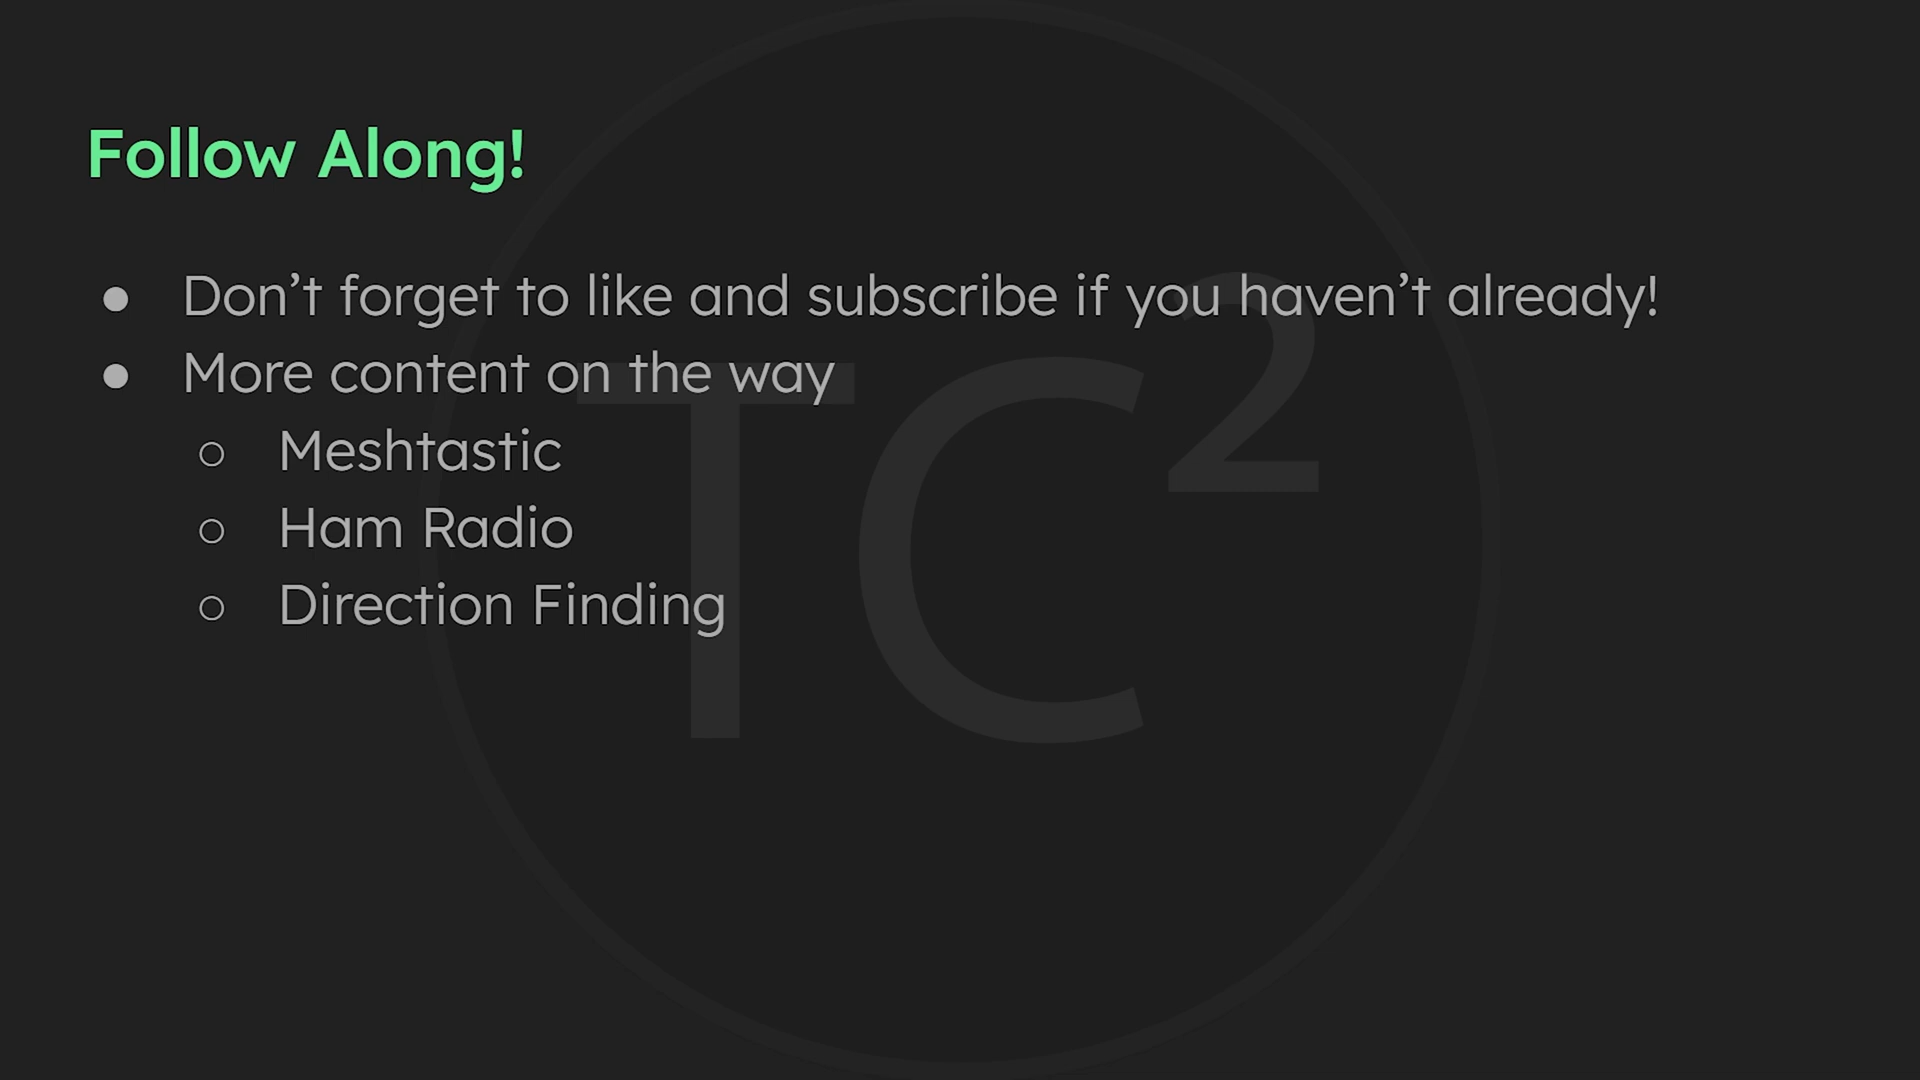 Follow Along!
● Don’t forget to like and subscribe if you haven’t already!
● More content on the way
○ Meshtastic
○ Ham Radio
○ Direction Finding
TC²